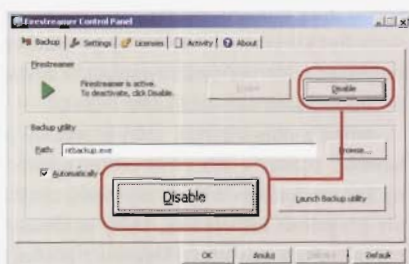 Firestreamer Control Panel
Backup Settings Licenses Activity About
Firestreamer
Firestreamer is active.
To deactivate, click Disable.
Disable
Backup utility
Path: ntbackup.exe Browse...
Automatically
Disable
Launch Backup utility
OK Anuluj Default